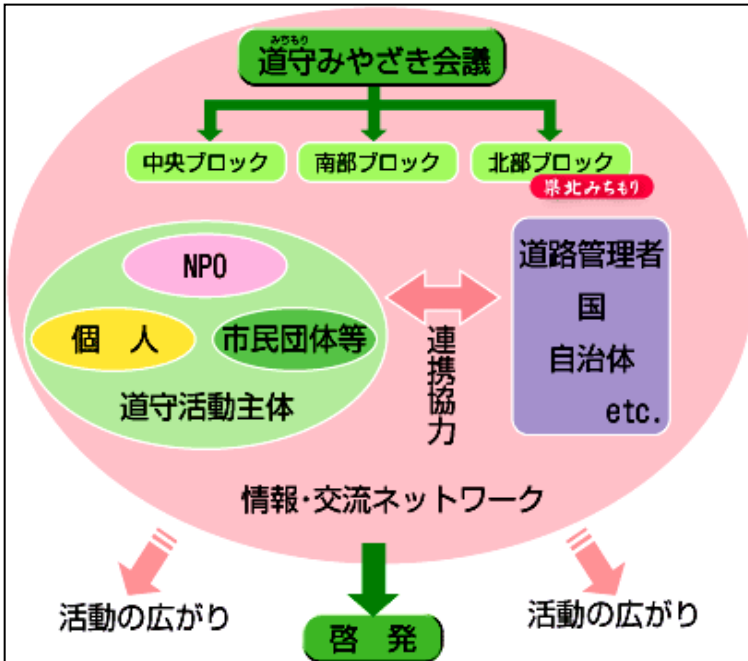 みちもり
道守みやざき会議
中央ブロック
南部ブロック
北部ブロック
県北みちもり
NPO
個 人
市民団体等
道守活動主体
連携協力
道路管理者
国
自治体
etc.
情報・交流ネットワーク
活動の広がり
啓 発
活動の広がり